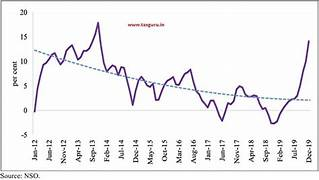 www.taxguru.in
per cent
20
15
10
5
0
-5
Jan-12
Jun-12
Nov-12
Apr-13
Sep-13
Feb-14
Jul-14
Dec-14
May-15
Oct-15
Mar-16
Aug-16
Jan-17
Jun-17
Nov-17
Apr-18
Sep-18
Feb-19
Jul-19
Dec-19
Source: NSO.